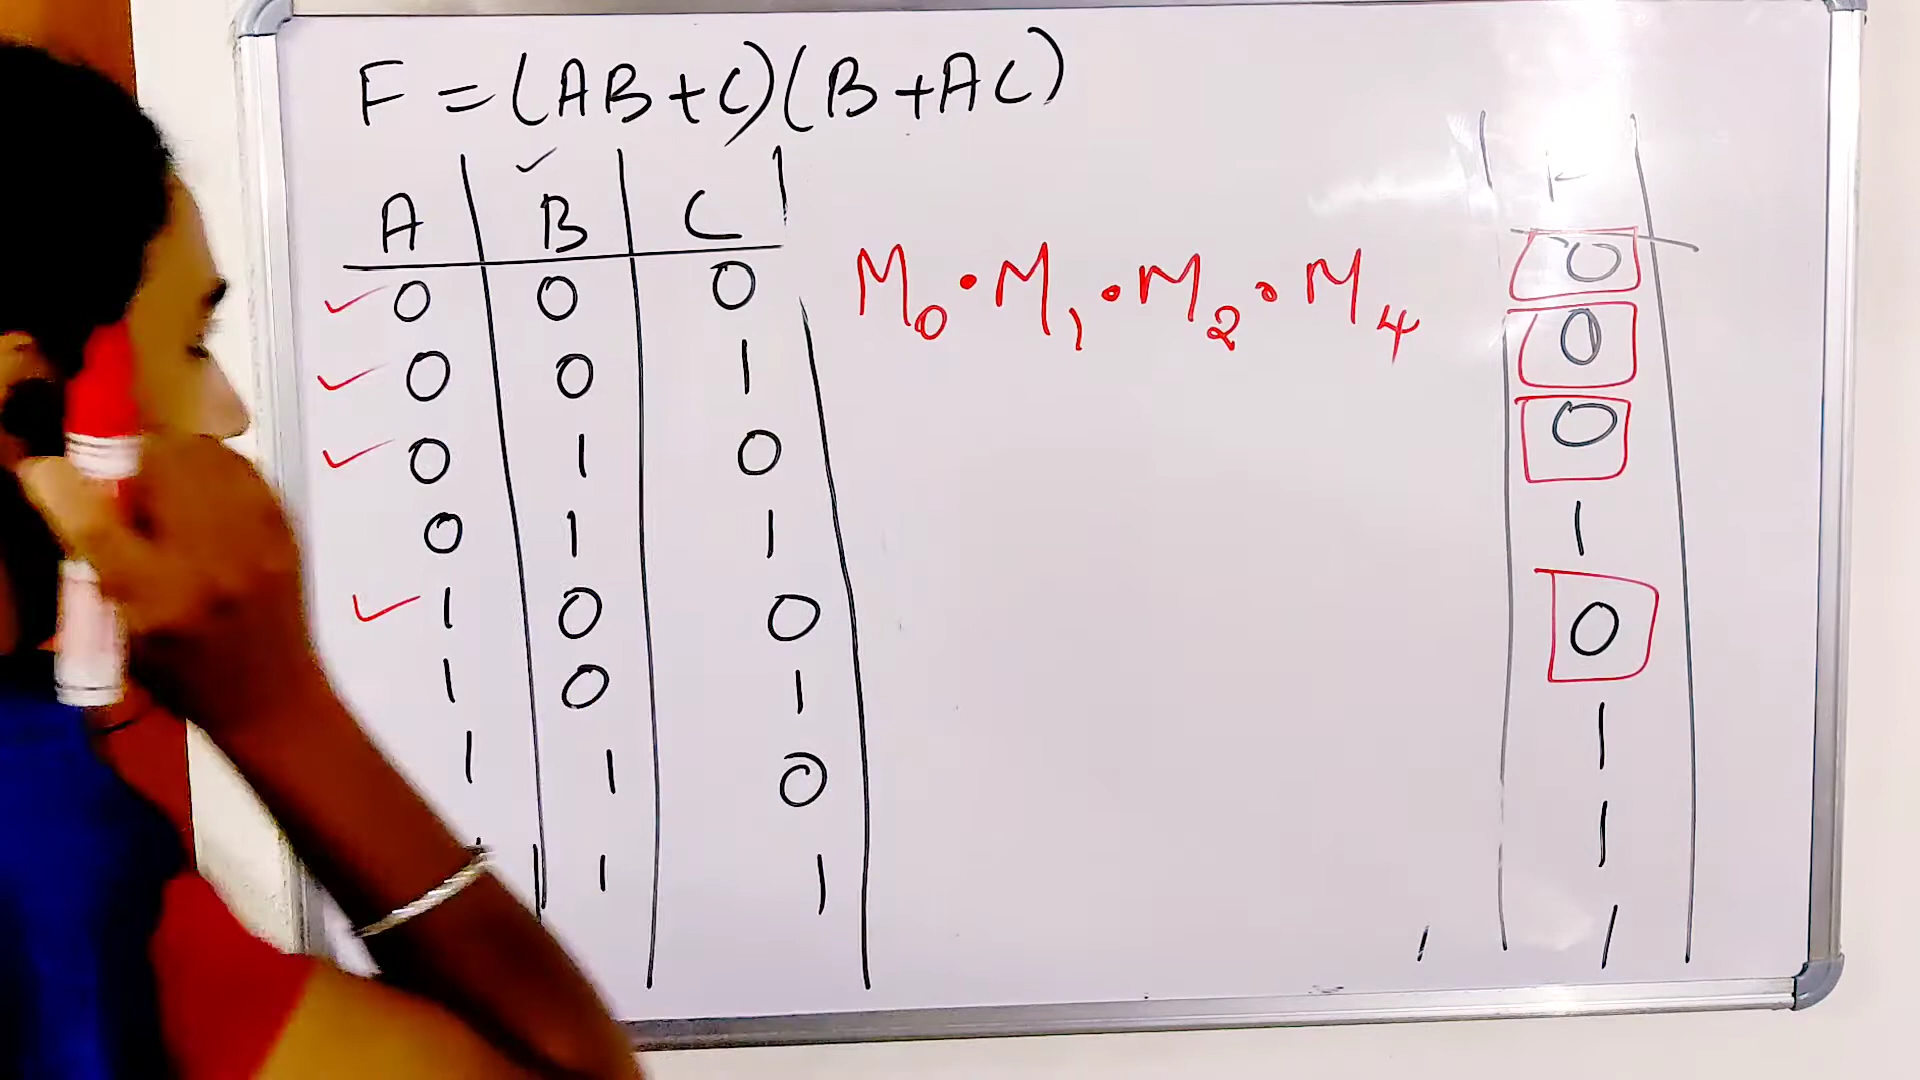 F = (AB+C)(B+AC)
A B C F
0 0 0 M₀·M₁·M₂·M₄ 0
0 0 1 0
0 1 0 0
0 1 1 1
1 0 0 0
1 0 1 1
1 1 0 1
1 1 1 1